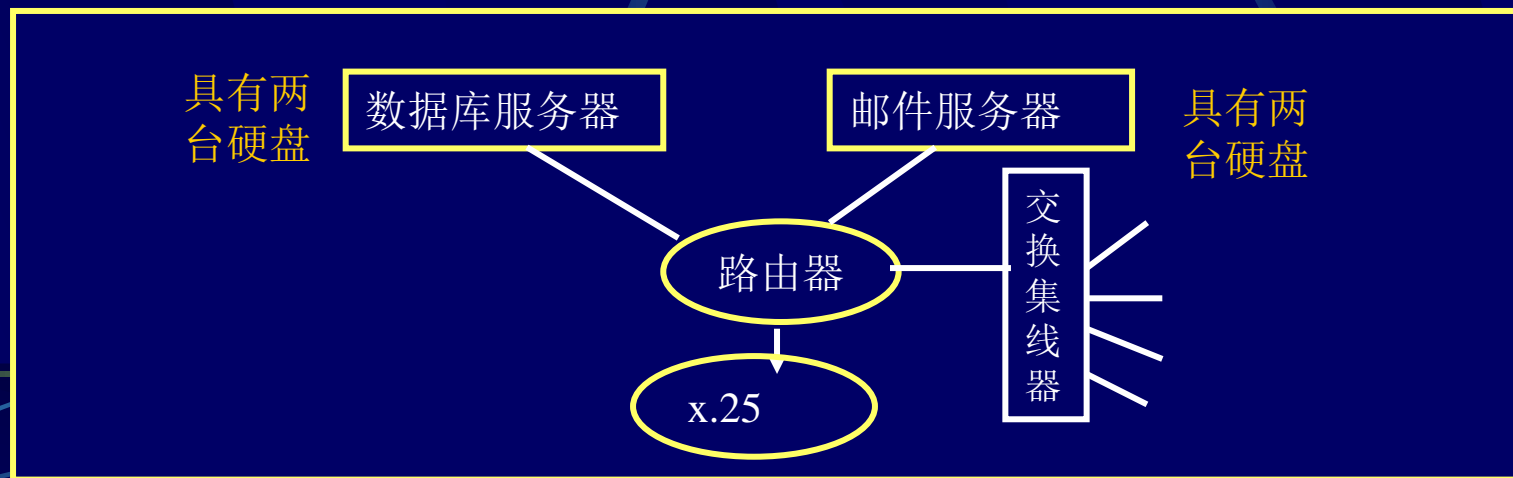 具有两
台硬盘
数据库服务器
邮件服务器
具有两
台硬盘
交
换
集
线
器
路由器
x.25